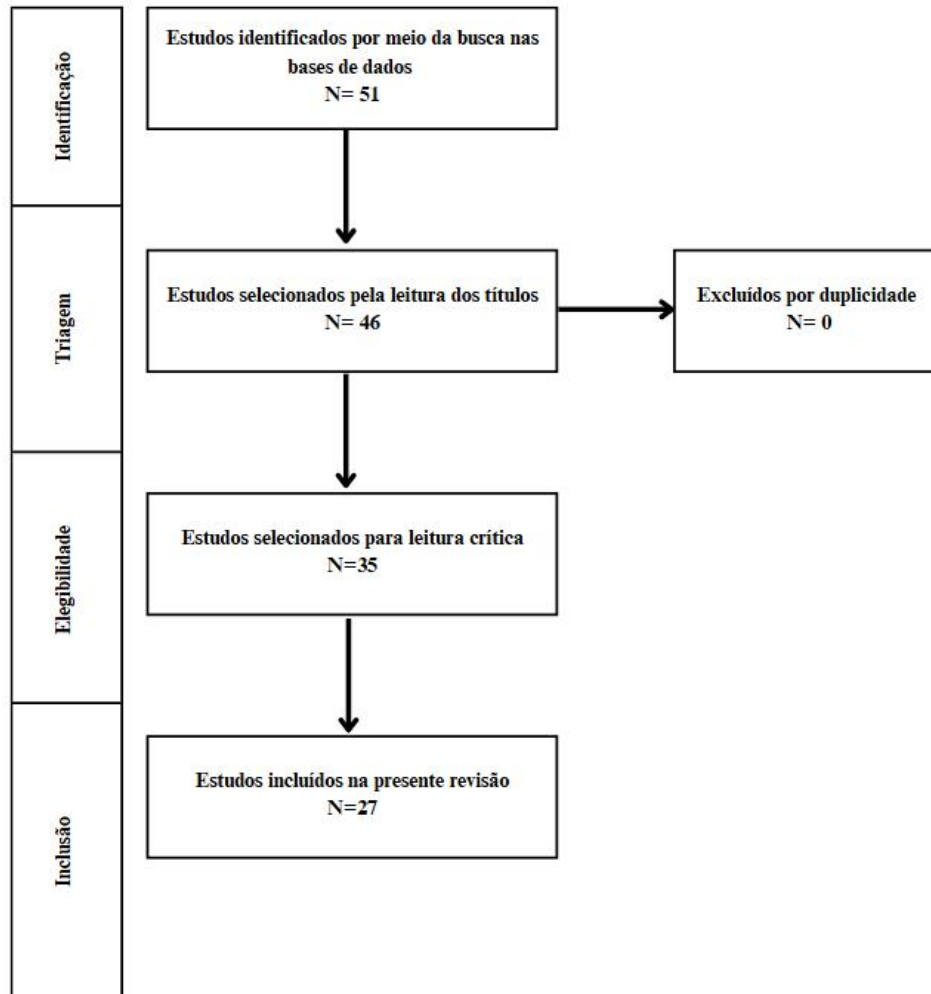 Identificação
Estudos identificados por meio da busca nas
bases de dados
N= 51
Triagem
Estudos selecionados pela leitura dos títulos
N= 46
Excluídos por duplicidade
N= 0
Elegibilidade
Estudos selecionados para leitura crítica
N=35
Inclusão
Estudos incluídos na presente revisão
N=27